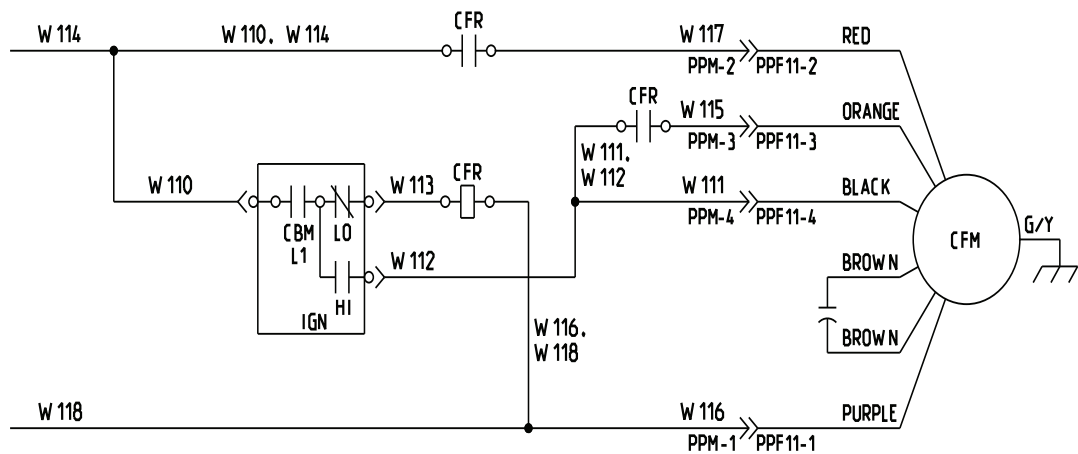 CFR
W 114
W 110, W 114
W 117
RED
PPM-2
PPF11-2
CFR
W 115
ORANGE
PPM-3
PPF11-3
W 111,
W 112
W 110
W 113
CFR
W 111
BLACK
PPM-4
PPF11-4
CBM
L1
LO
G/Y
CFM
W 112
BROWN
HI
IGN
W 116,
W 118
BROWN
W 118
W 116
PURPLE
PPM-1
PPF11-1